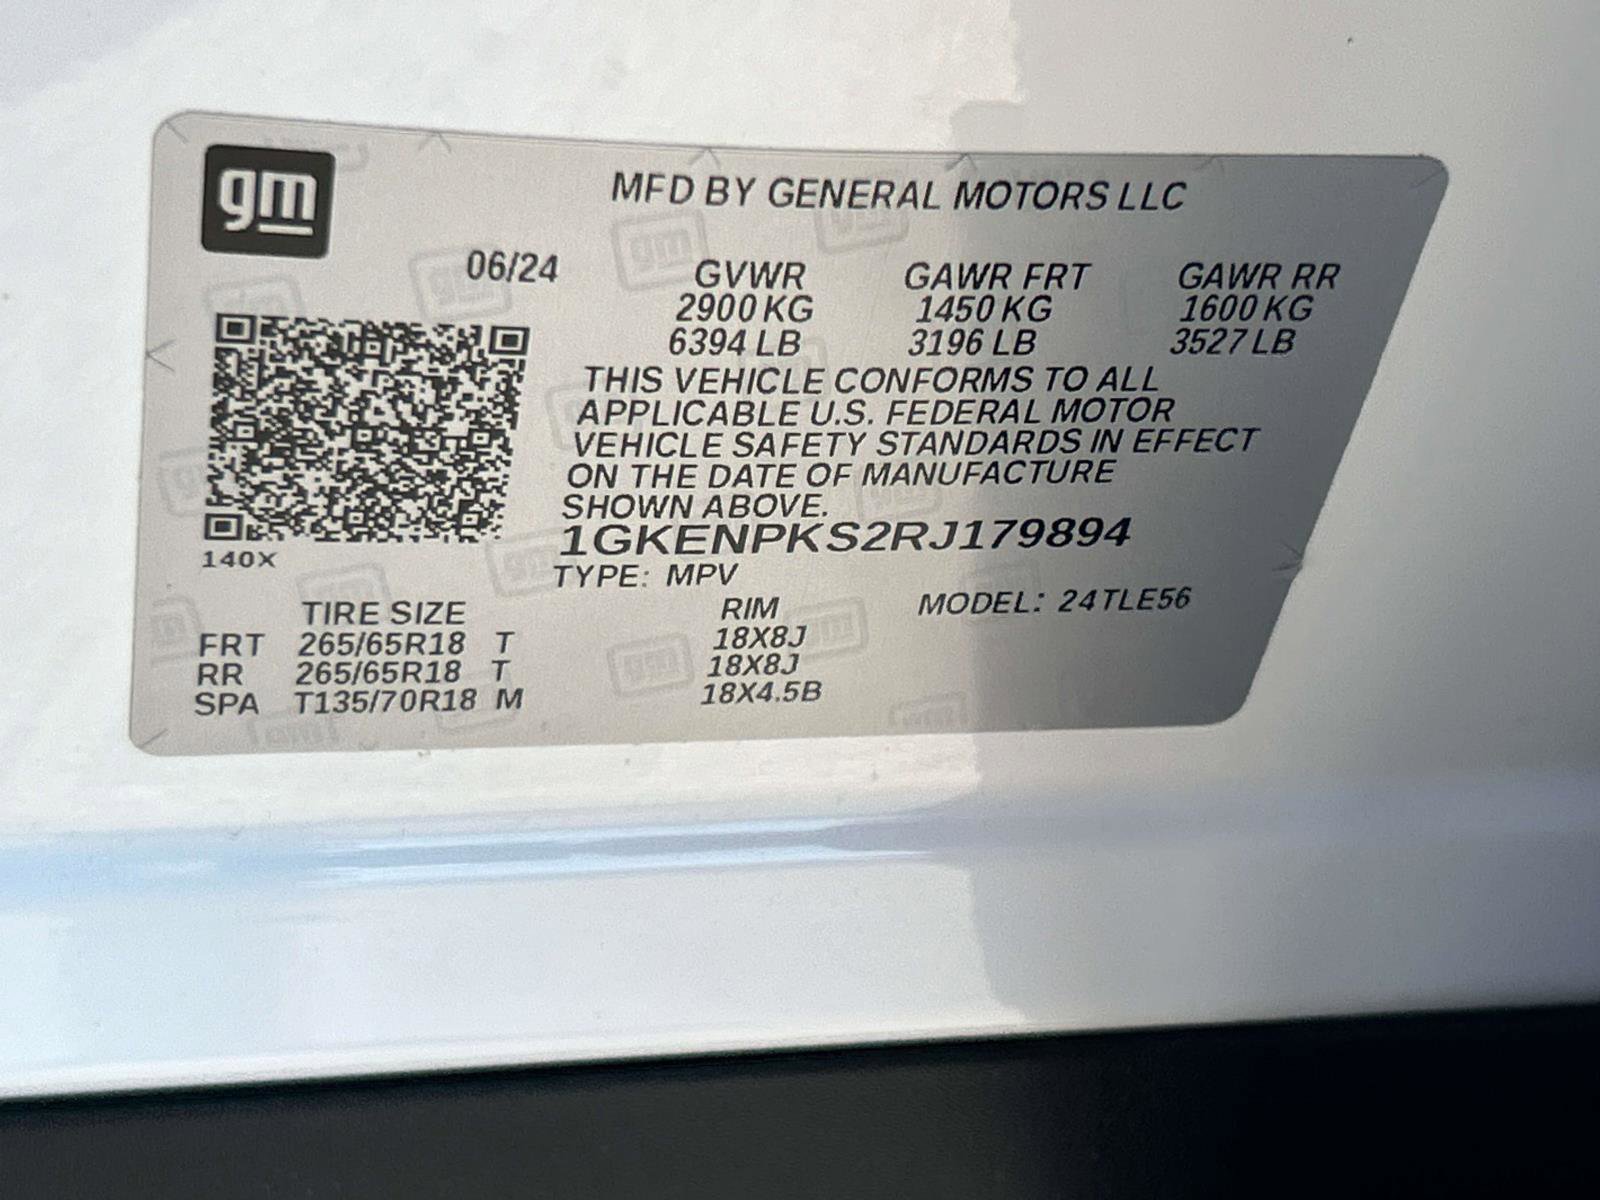 gm
MFD BY GENERAL MOTORS LLC
06/24
GVWR GAWR FRT GAWR RR
2900 KG 1450 KG 1600 KG
6394 LB 3196 LB 3527 LB
THIS VEHICLE CONFORMS TO ALL
APPLICABLE U.S. FEDERAL MOTOR
VEHICLE SAFETY STANDARDS IN EFFECT
ON THE DATE OF MANUFACTURE
SHOWN ABOVE.
1GKENPKS2RJ179894
140X
TYPE: MPV MODEL: 24TLE56
TIRE SIZE RIM
FRT 265/65R18 T 18X8J
RR 265/65R18 T 18X8J
SPA T135/70R18 M 18X4.5B